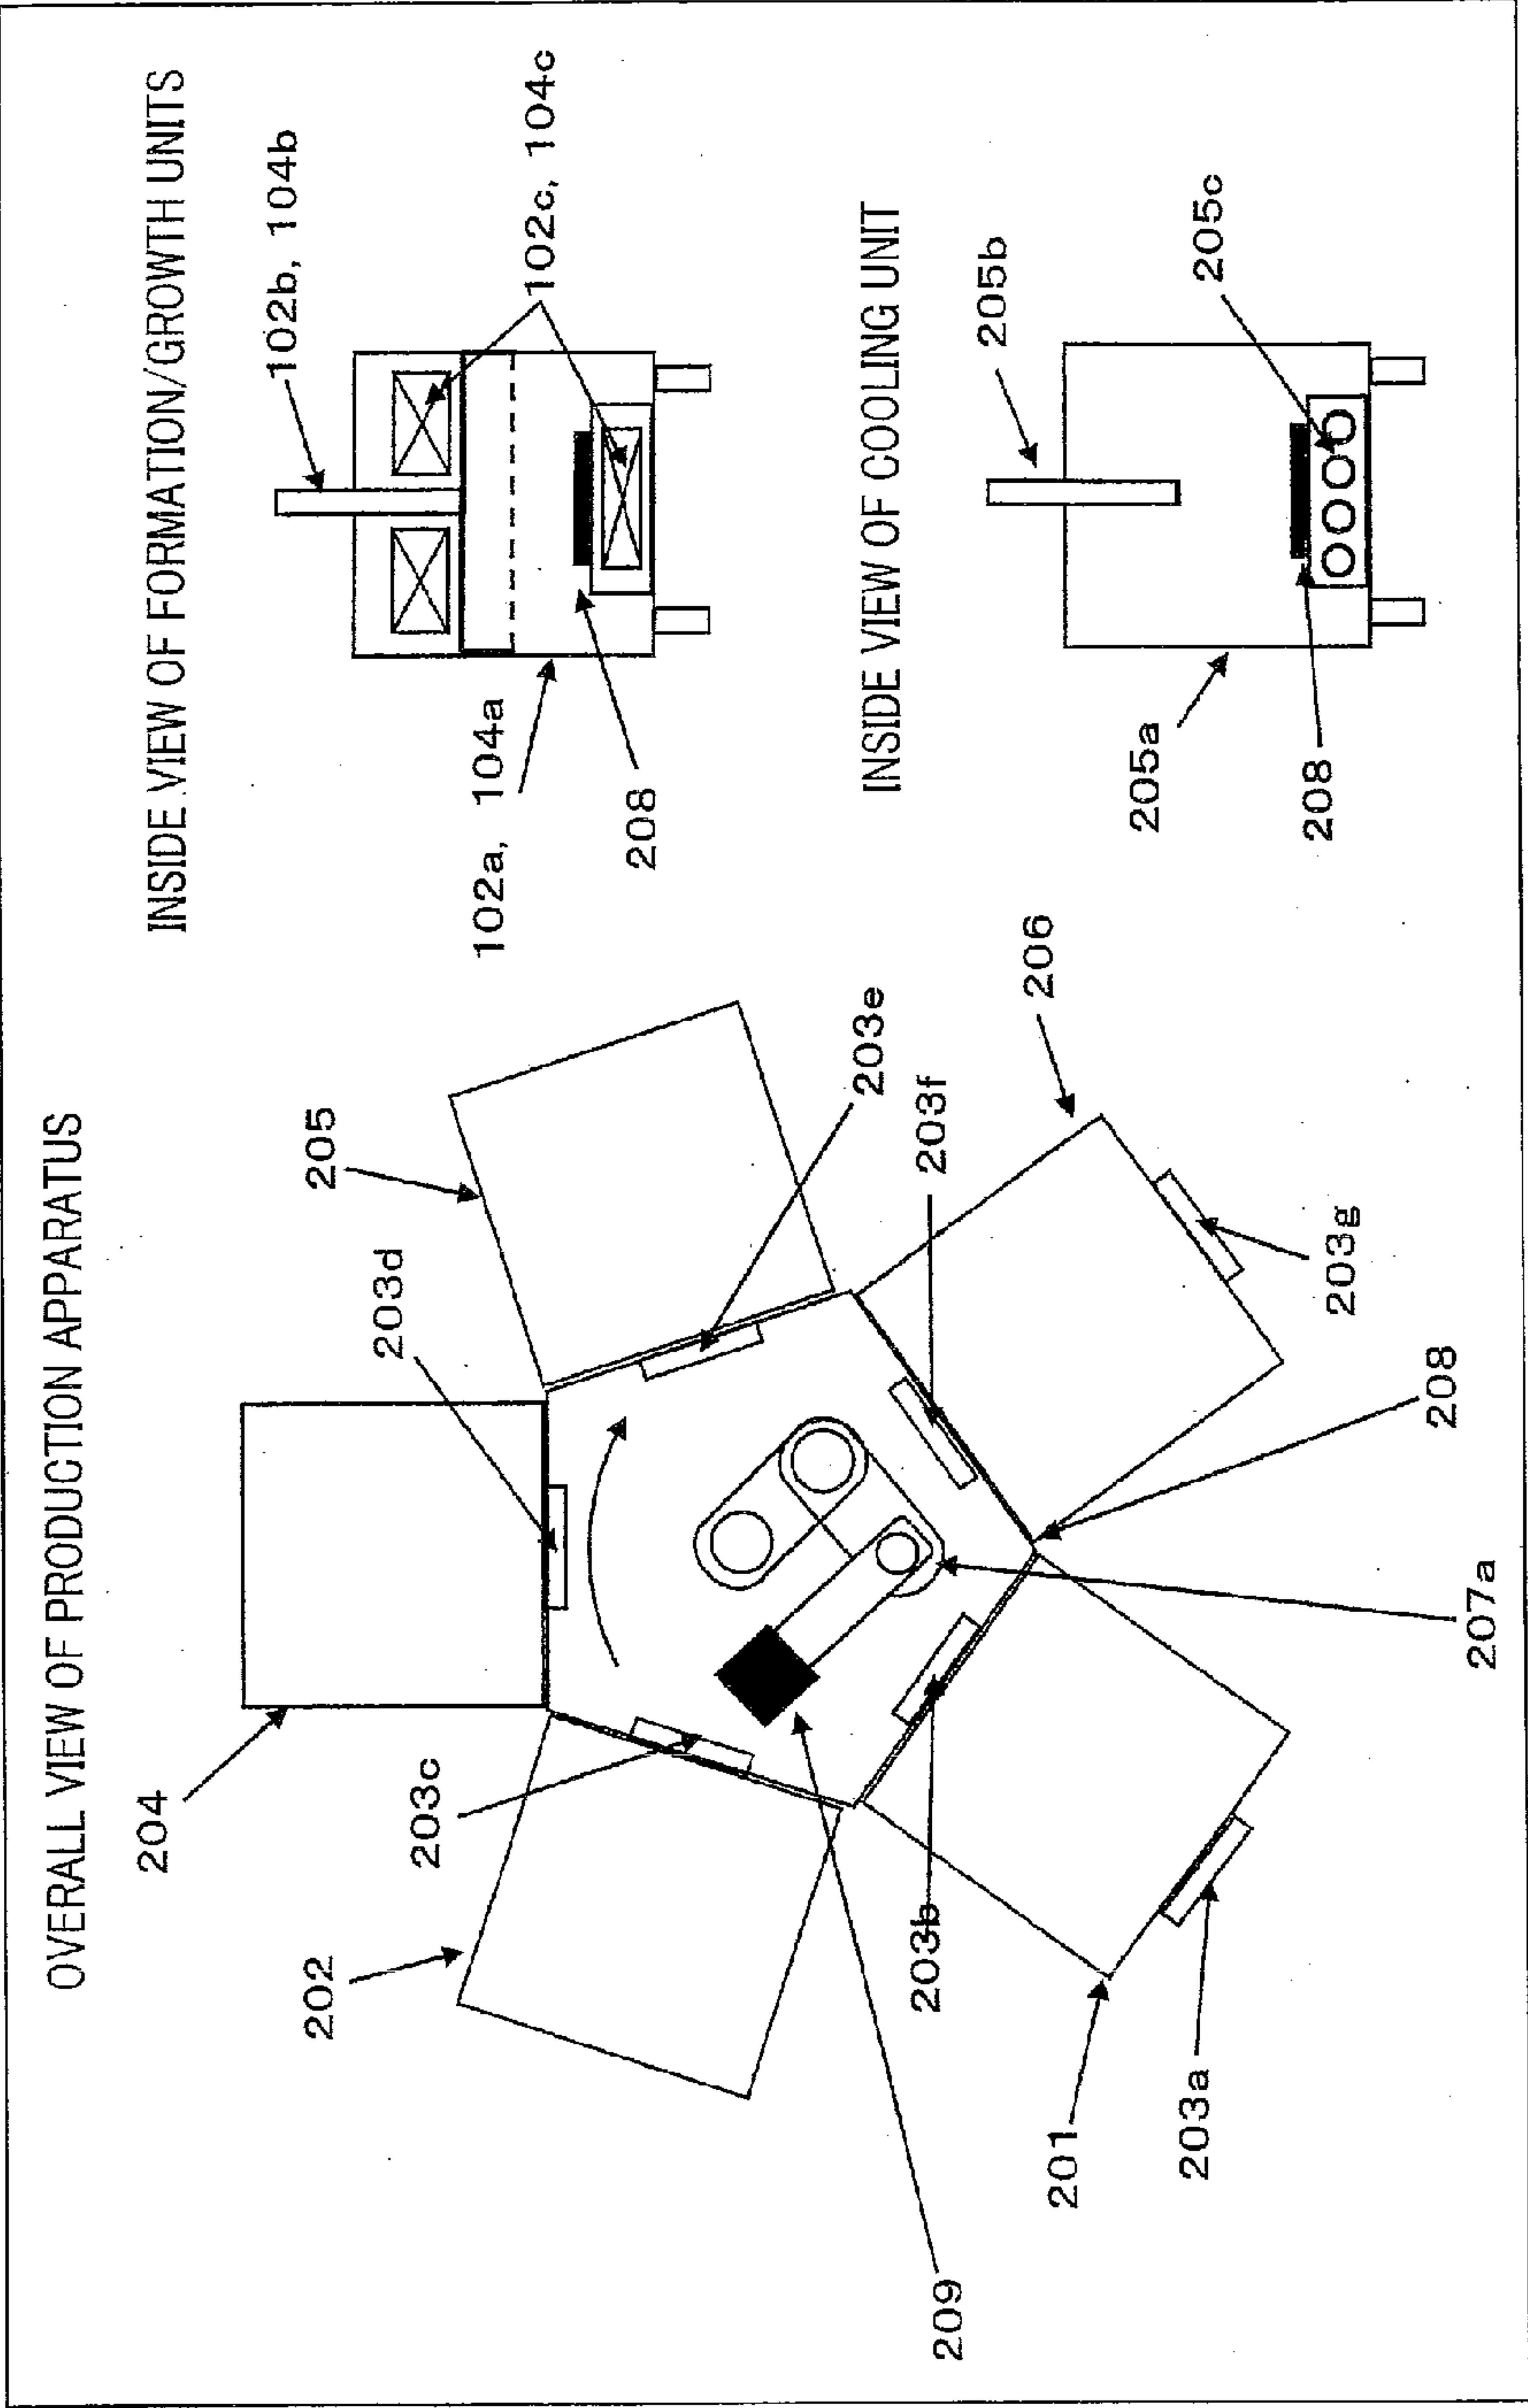 OVERALL VIEW OF PRODUCTION APPARATUS
204
202
205
203d
203c
203e
203f
203b
206
201
203a
203g
209
208
207a
INSIDE VIEW OF FORMATION/GROWTH UNITS
102b, 104b
102c, 104c
102a, 104a
208
INSIDE VIEW OF COOLING UNIT
205b
205c
205a
208